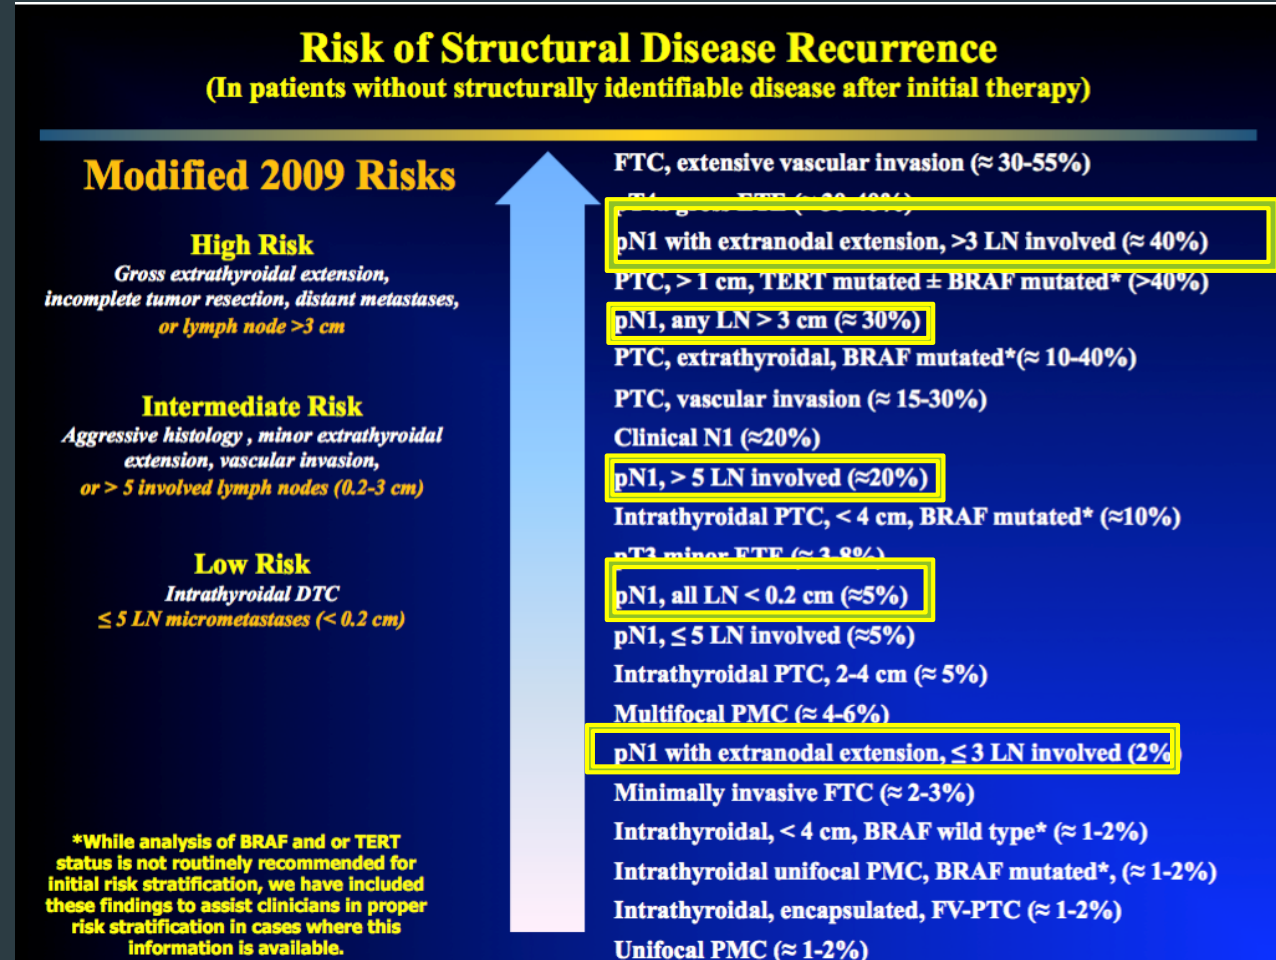 Risk of Structural Disease Recurrence
(In patients without structurally identifiable disease after initial therapy)
Modified 2009 Risks
High Risk
Gross extrathyroidal extension,
incomplete tumor resection, distant metastases,
or lymph node >3 cm
Intermediate Risk
Aggressive histology , minor extrathyroidal
extension, vascular invasion,
or > 5 involved lymph nodes (0.2-3 cm)
Low Risk
Intrathyroidal DTC
≤ 5 LN micrometastases (< 0.2 cm)
*While analysis of BRAF and or TERT
status is not routinely recommended for
initial risk stratification, we have included
these findings to assist clinicians in proper
risk stratification in cases where this
information is available.
FTC, extensive vascular invasion (≈ 30-55%)
gross ETE (≈ 30-40%)
pN1 with extranodal extension, >3 LN involved (≈ 40%)
PTC, > 1 cm, TERT mutated ± BRAF mutated* (>40%)
pN1, any LN > 3 cm (≈ 30%)
PTC, extrathyroidal, BRAF mutated*(≈ 10-40%)
PTC, vascular invasion (≈ 15-30%)
Clinical N1 (≈20%)
pN1, > 5 LN involved (≈20%)
Intrathyroidal PTC, < 4 cm, BRAF mutated* (≈10%)
pT3 minor ETE (≈ 3-8%)
pN1, all LN < 0.2 cm (≈5%)
pN1, ≤ 5 LN involved (≈5%)
Intrathyroidal PTC, 2-4 cm (≈ 5%)
Multifocal PMC (≈ 4-6%)
pN1 with extranodal extension, ≤ 3 LN involved (2%)
Minimally invasive FTC (≈ 2-3%)
Intrathyroidal, < 4 cm, BRAF wild type* (≈ 1-2%)
Intrathyroidal unifocal PMC, BRAF mutated*, (≈ 1-2%)
Intrathyroidal, encapsulated, FV-PTC (≈ 1-2%)
Unifocal PMC (≈ 1-2%)